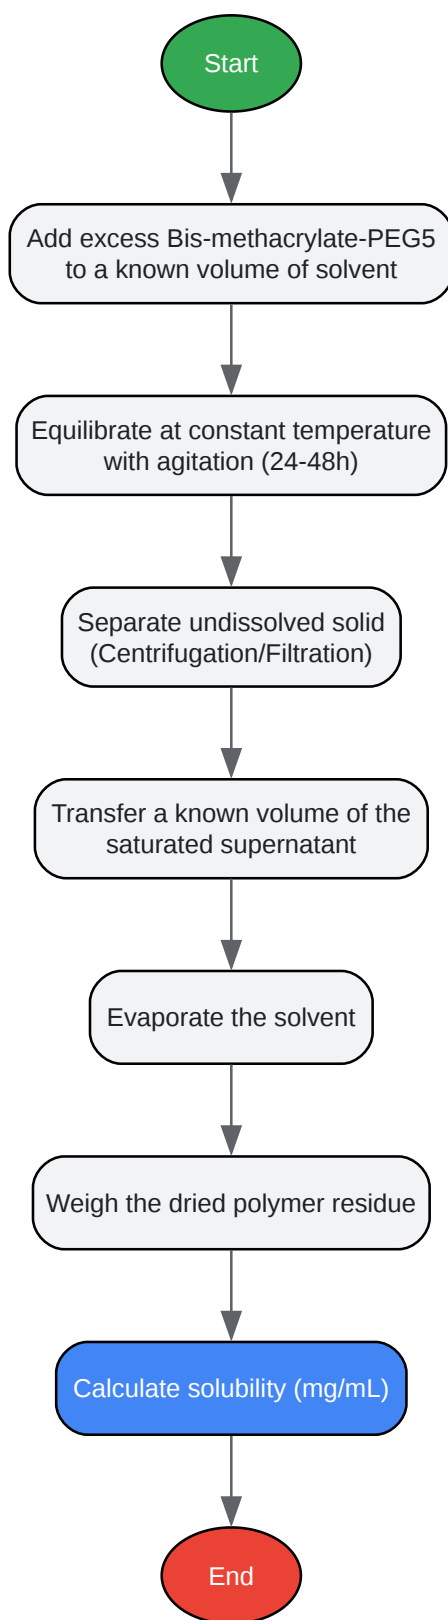 Start
Add excess Bis-methacrylate-PEG5
to a known volume of solvent
Equilibrate at constant temperature
with agitation (24-48h)
Separate undissolved solid
(Centrifugation/Filtration)
Transfer a known volume of the
saturated supernatant
Evaporate the solvent
Weigh the dried polymer residue
Calculate solubility (mg/mL)
End